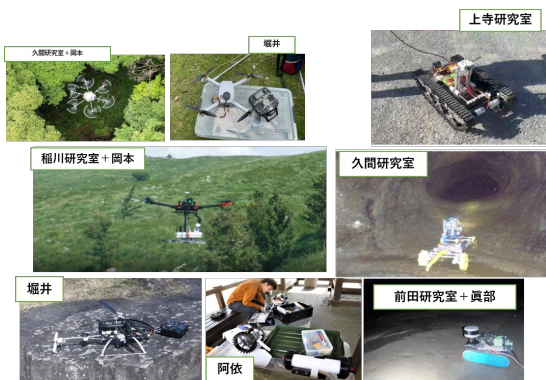 上寺研究室
久間研究室＋岡本
堀井
稲川研究室＋岡本
久間研究室
堀井
阿依
前田研究室＋眞部